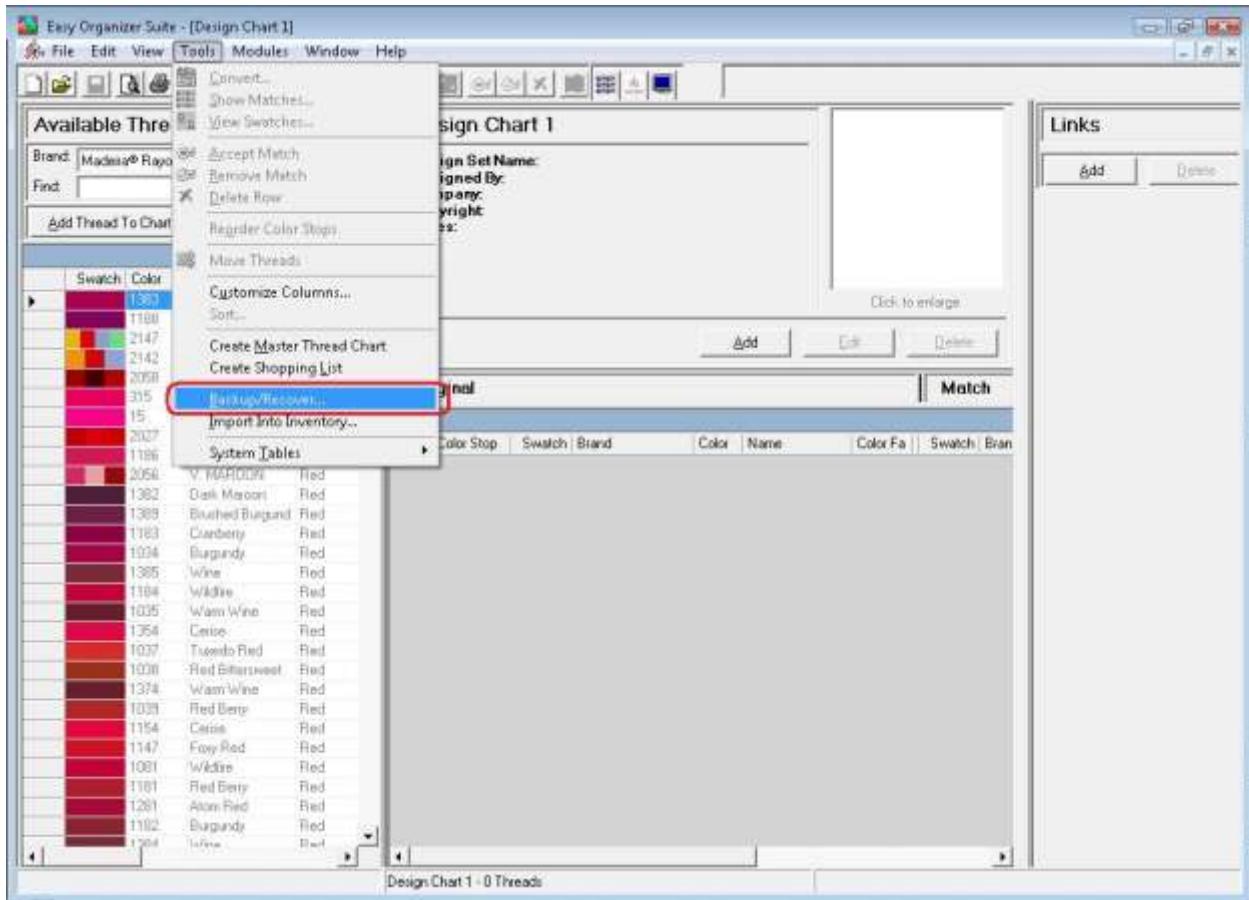 Easy Organizer Suite - [Design Chart 1]
File Edit View Tools Modules Window Help
Convert...
Show Matches...
View Swatches...
Accept Match
Remove Match
Delete Row
Reorder Color Stops
Move Threads
Customize Columns...
Sort...
Create Master Thread Chart
Create Shopping List
Backup/Recover...
Import Into Inventory...
System Tables
Available Thre
Brand: Madeira® Rayo
Find:
Add Thread To Chart
Swatch Color
1383
1188
2147
2142
2058
315
15
2027
1186
2056 V. MAROON Red
1382 Dark Maroon Red
1389 Brushed Burgund Red
1183 Cranberry Red
1034 Burgundy Red
1385 Wine Red
1184 Wildfire Red
1035 Warm Wine Red
1354 Cerise Red
1037 Tuxedo Red Red
1038 Red Bittersweet Red
1374 Warm Wine Red
1039 Red Berry Red
1154 Cerise Red
1147 Foxy Red Red
1081 Wildfire Red
1181 Red Berry Red
1281 Atom Red Red
1182 Burgundy Red
Wine Red
sign Chart 1
ign Set Name:
igned By:
pany:
yright:
es:
Click to enlarge
Add Edit Delete
ginal Match
Color Stop Swatch Brand Color Name Color Fa Swatch Bran
Links
Add Delete
Design Chart 1 - 0 Threads